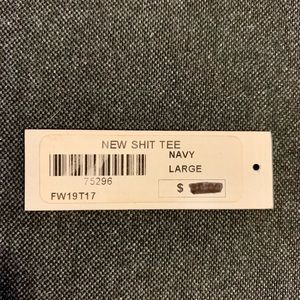 NEW SHIT TEE
NAVY
75296
LARGE
FW19T17
$